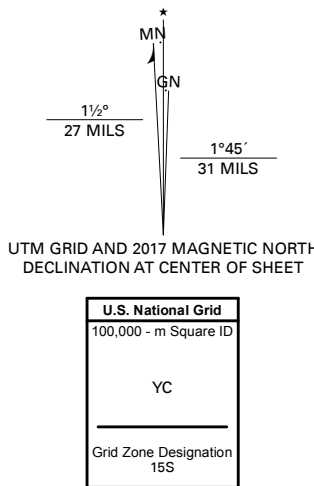 ★
MN
GN
1½°
27 MILS
1°45´
31 MILS
UTM GRID AND 2017 MAGNETIC NORTH
DECLINATION AT CENTER OF SHEET
U.S. National Grid
100,000 - m Square ID
YC
Grid Zone Designation
15S